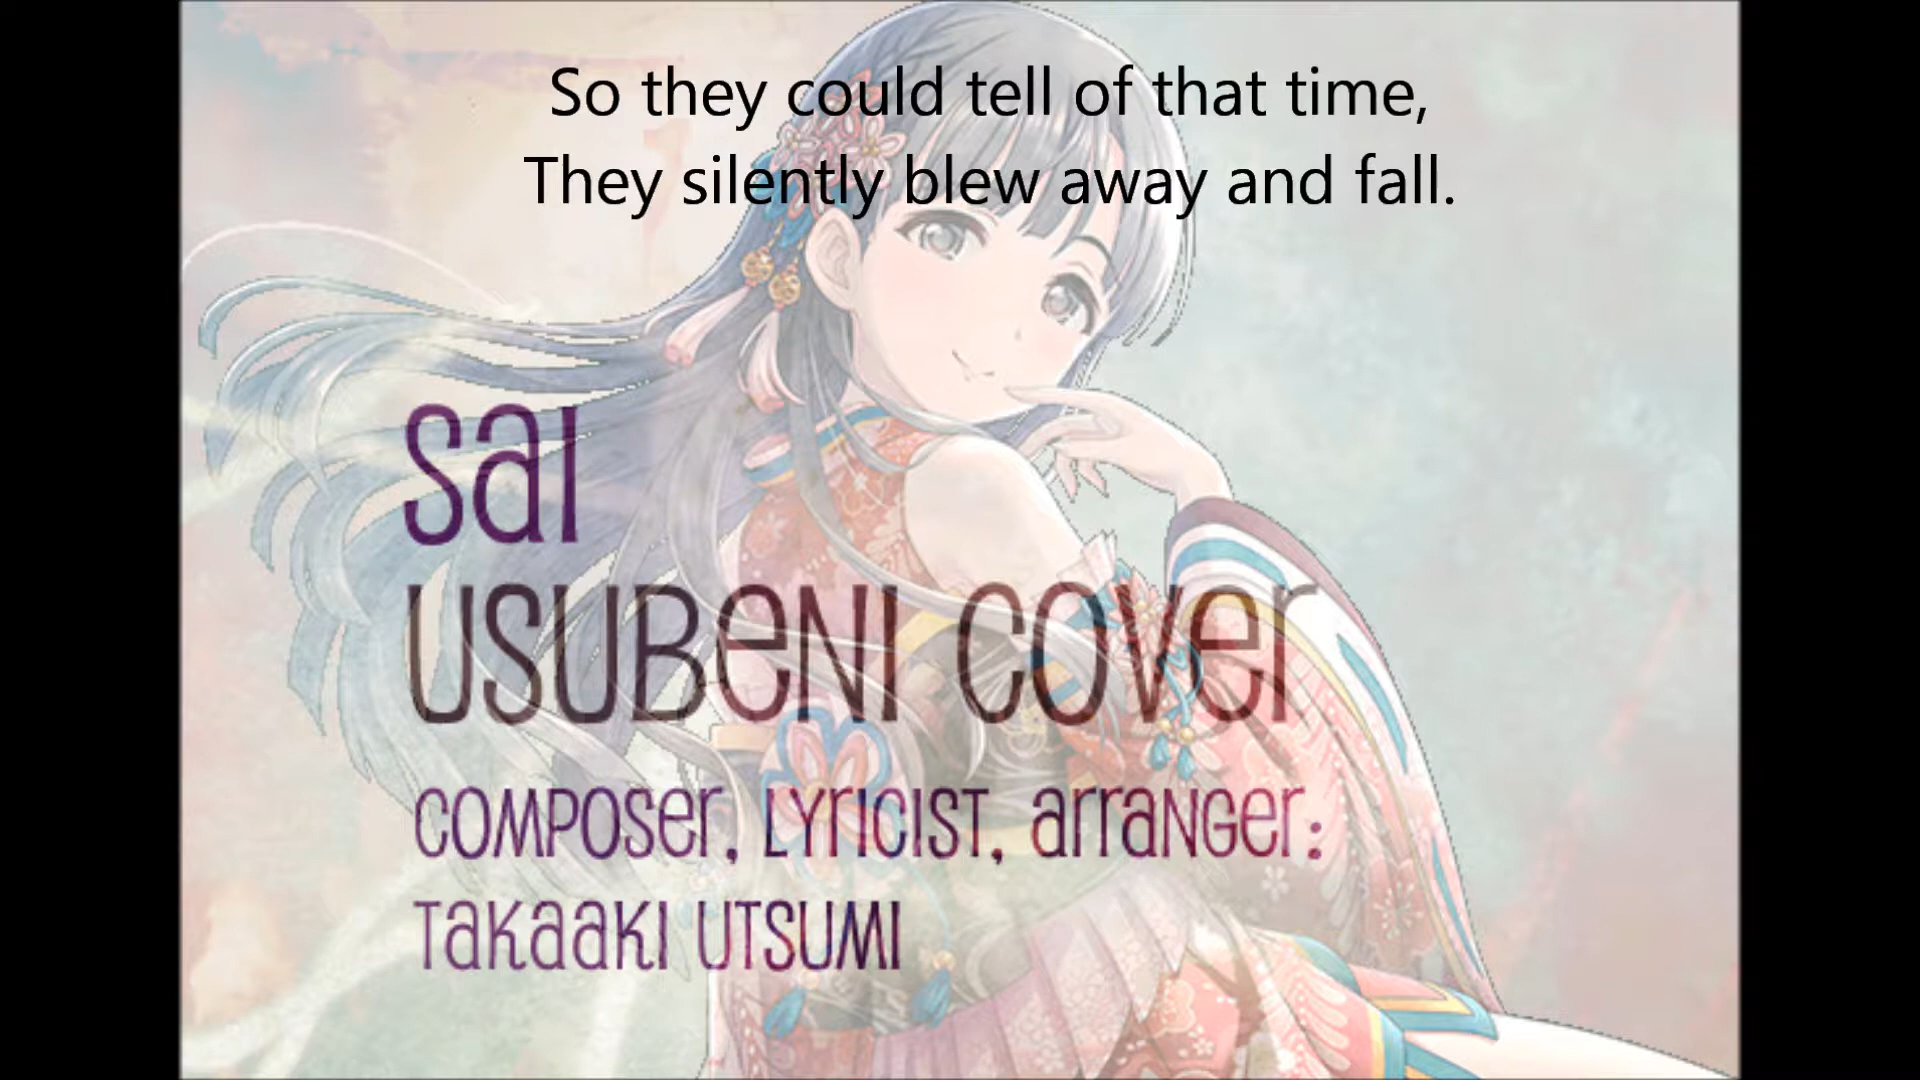 So they could tell of that time,
They silently blew away and fall.
Sai
Usubeni Cover
Composer, Lyricist, Arranger:
Takaaki Utsumi